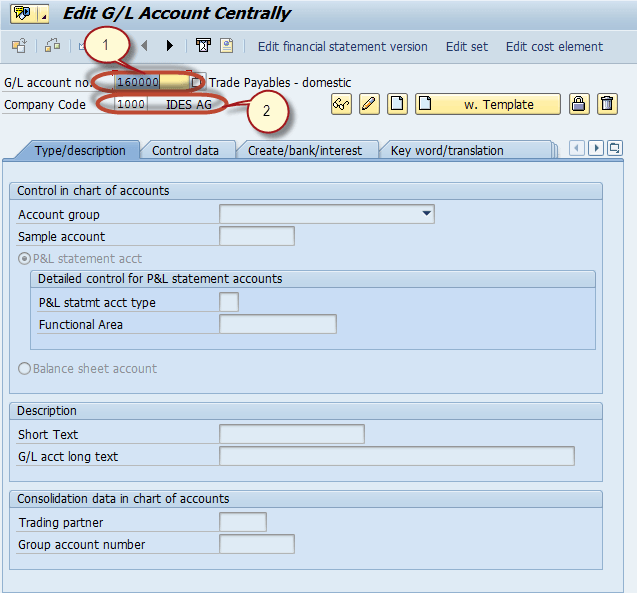 Edit G/L Account Centrally
Edit financial statement version Edit set Edit cost element
1
G/L account no. 160000 Trade Payables - domestic
Company Code 1000 IDES AG w. Template
2
Type/description Control data Create/bank/interest Key word/translation
Control in chart of accounts
Account group
Sample account
P&L statement acct
Detailed control for P&L statement accounts
P&L statmt acct type
Functional Area
Balance sheet account
Description
Short Text
G/L acct long text
Consolidation data in chart of accounts
Trading partner
Group account number